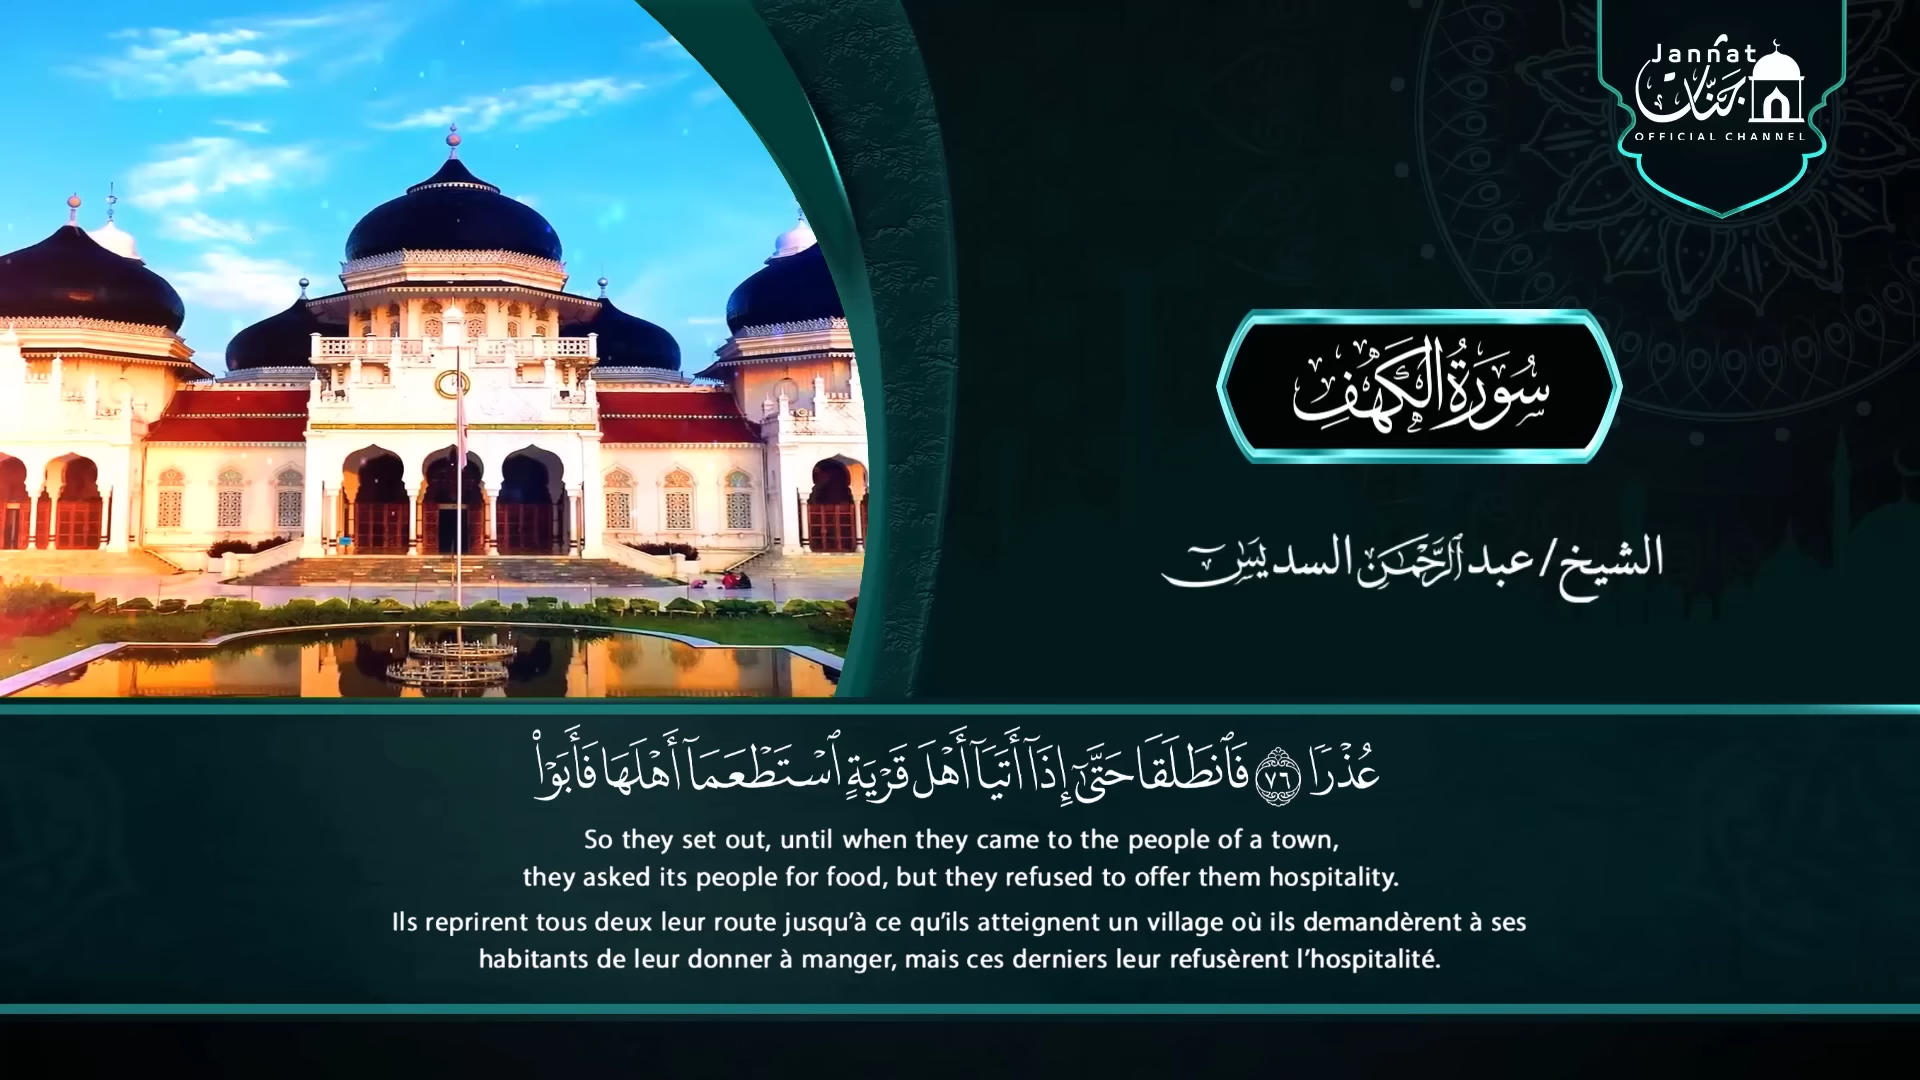 Jannat
جنّات
OFFICIAL CHANNEL
سُورَةُ الكَهْفِ
الشيخ/عبد الرَّحْمَٰن السديس
عُذْرًا ٧٦ فَٱنطَلَقَا حَتَّىٰٓ إِذَآ أَتَيَآ أَهْلَ قَرْيَةٍ ٱسْتَطْعَمَآ أَهْلَهَا فَأَبَوْا۟
So they set out, until when they came to the people of a town,
they asked its people for food, but they refused to offer them hospitality.
Ils reprirent tous deux leur route jusqu’à ce qu’ils atteignent un village où ils demandèrent à ses
habitants de leur donner à manger, mais ces derniers leur refusèrent l’hospitalité.